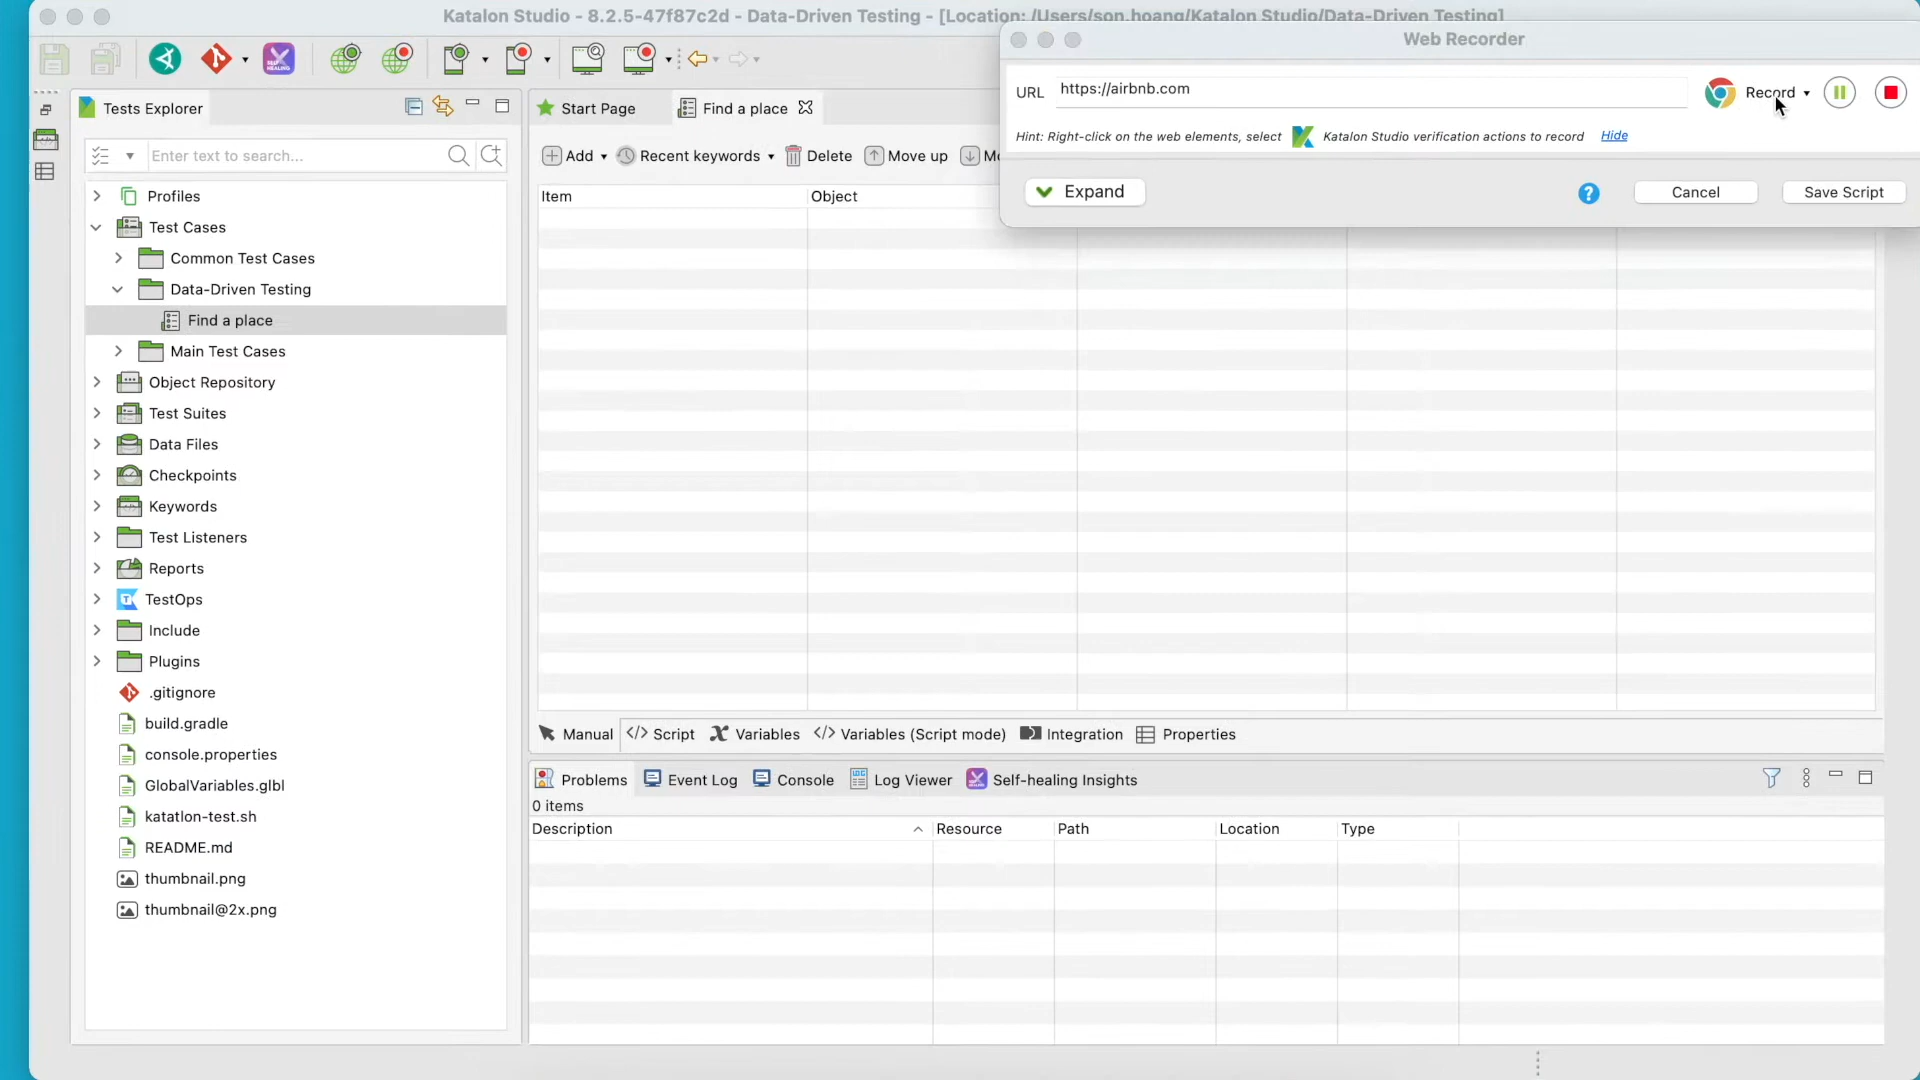 Katalon Studio - 8.2.5-47f87c2d - Data-Driven Testing - [Location: /Users/son.hoang/Katalon Studio/Data-Driven Testing]
Web Recorder
URL https://airbnb.com Record
Hint: Right-click on the web elements, select Katalon Studio verification actions to record Hide
Expand ? Cancel Save Script
SELF HEALING
Tests Explorer
Enter text to search...
Profiles
Test Cases
Common Test Cases
Data-Driven Testing
Find a place
Main Test Cases
Object Repository
Test Suites
Data Files
Checkpoints
Keywords
Test Listeners
Reports
TestOps
Include
Plugins
.gitignore
build.gradle
console.properties
GlobalVariables.glbl
katatlon-test.sh
README.md
thumbnail.png
thumbnail@2x.png
Start Page Find a place
Add Recent keywords Delete Move up Mo
Item Object
Manual Script Variables Variables (Script mode) Integration Properties
Problems Event Log Console Log Viewer Self-healing Insights
0 items
Description Resource Path Location Type